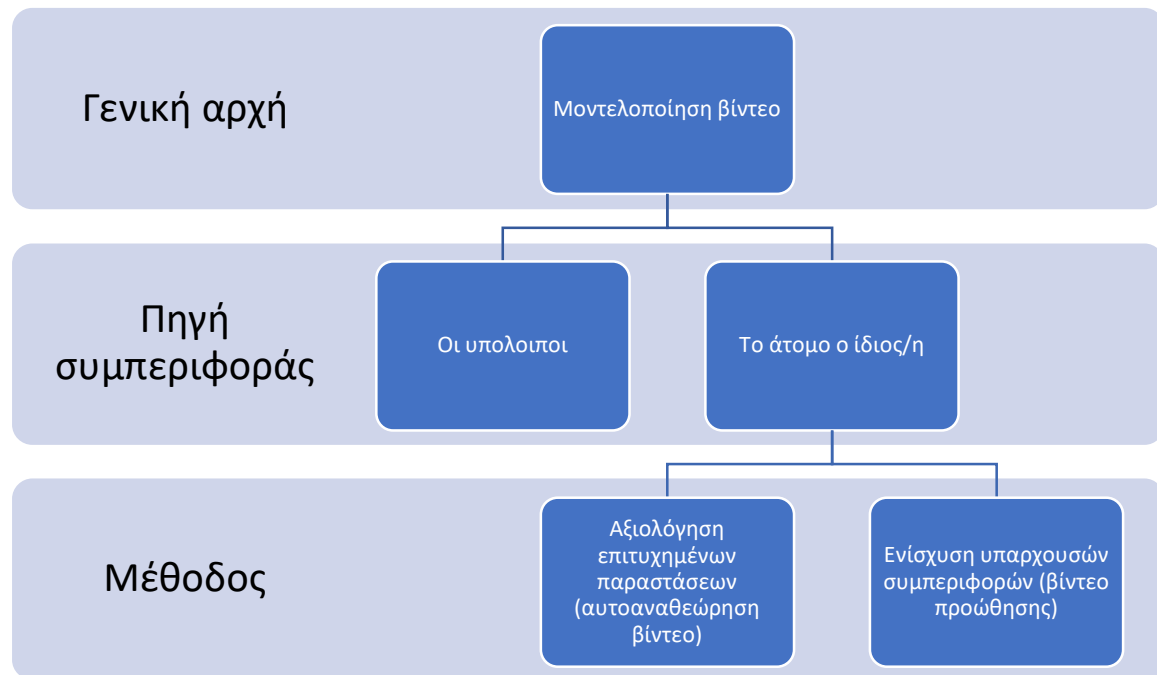 Γενική αρχή
Μοντελοποίηση βίντεο
Πηγή
συμπεριφοράς
Οι υπολοιποι
Το άτομο ο ίδιος/η
Μέθοδος
Αξιολόγηση
επιτυχημένων
παραστάσεων
(αυτοαναθεώρηση
βίντεο)
Ενίσχυση υπαρχουσών
συμπεριφορών (βίντεο
προώθησης)